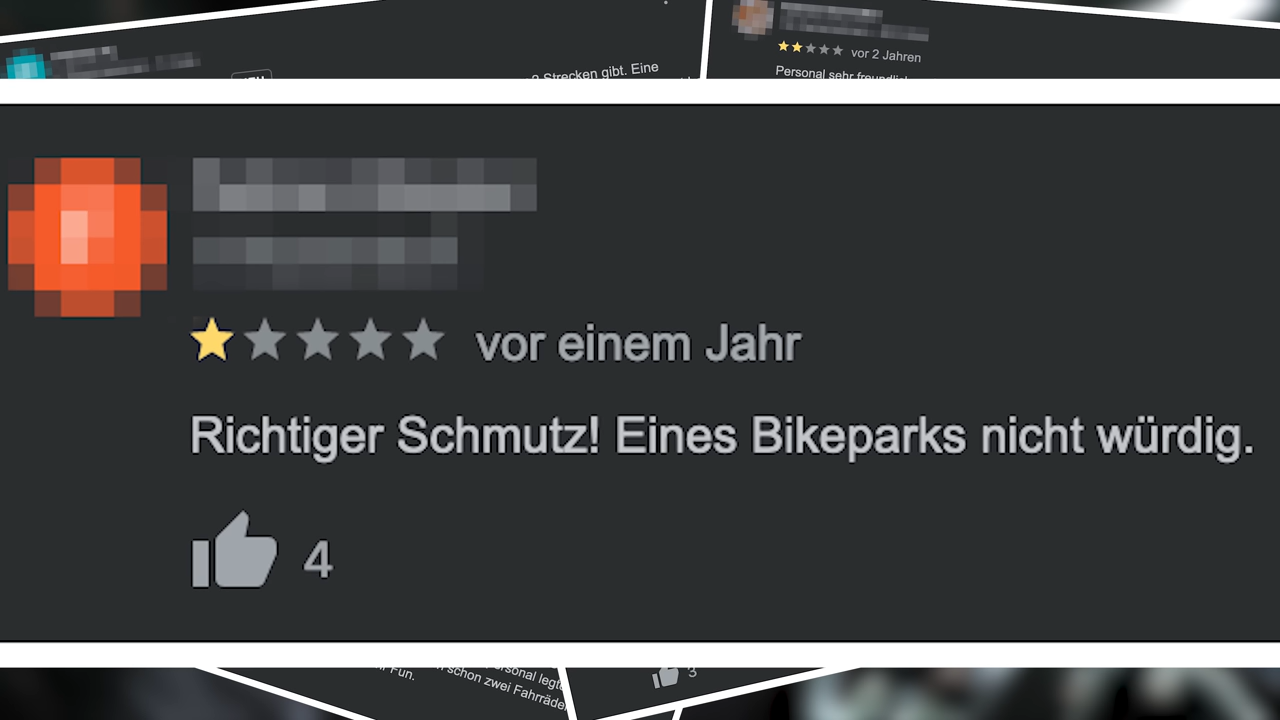 2 Strecken gibt. Eine
vor 2 Jahren
Personal sehr freundlich
vor einem Jahr
Richtiger Schmutz! Eines Bikeparks nicht würdig.
4
Fun.
schon zwei Fahrräder
3